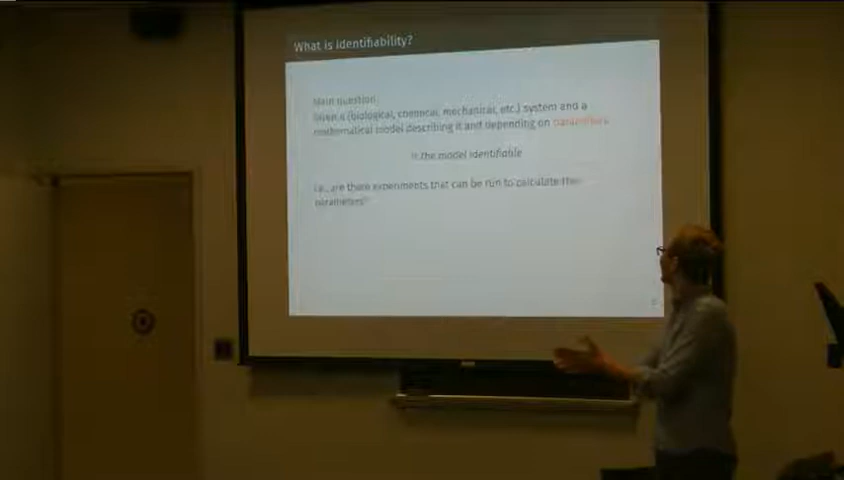 What is identifiability?
Main question:
Given a (biological, chemical, mechanical, etc.) system and a
mathematical model describing it and depending on parameters
is the model identifiable
i.e., are there experiments that can be run to calculate the
parameters?